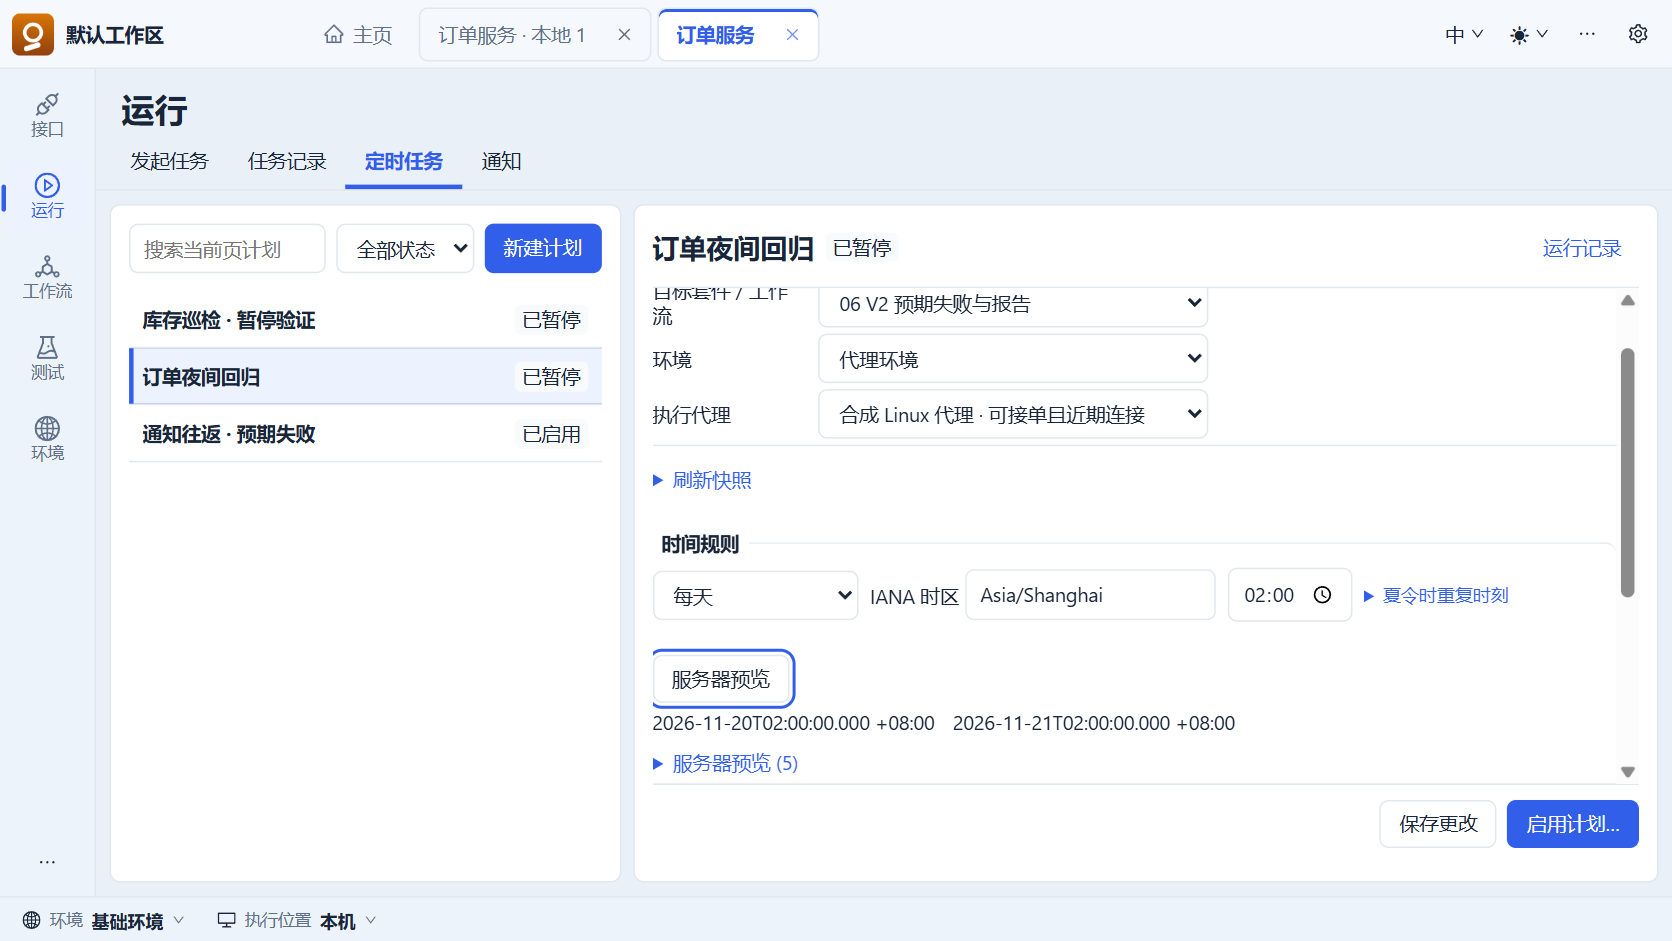 默认工作区
主页
订单服务 · 本地 1
订单服务
中
接口
运行
工作流
测试
环境
运行
发起任务
任务记录
定时任务
通知
搜索当前页计划
全部状态
新建计划
库存巡检 · 暂停验证
已暂停
订单夜间回归
已暂停
通知往返 · 预期失败
已启用
订单夜间回归
已暂停
运行记录
目标套件 / 工作
流
06 V2 预期失败与报告
环境
代理环境
执行代理
合成 Linux 代理 · 可接单且近期连接
刷新快照
时间规则
每天
IANA 时区
Asia/Shanghai
02:00
夏令时重复时刻
服务器预览
2026-11-20T02:00:00.000 +08:00
2026-11-21T02:00:00.000 +08:00
服务器预览 (5)
保存更改
启用计划...
环境
基础环境
执行位置
本机